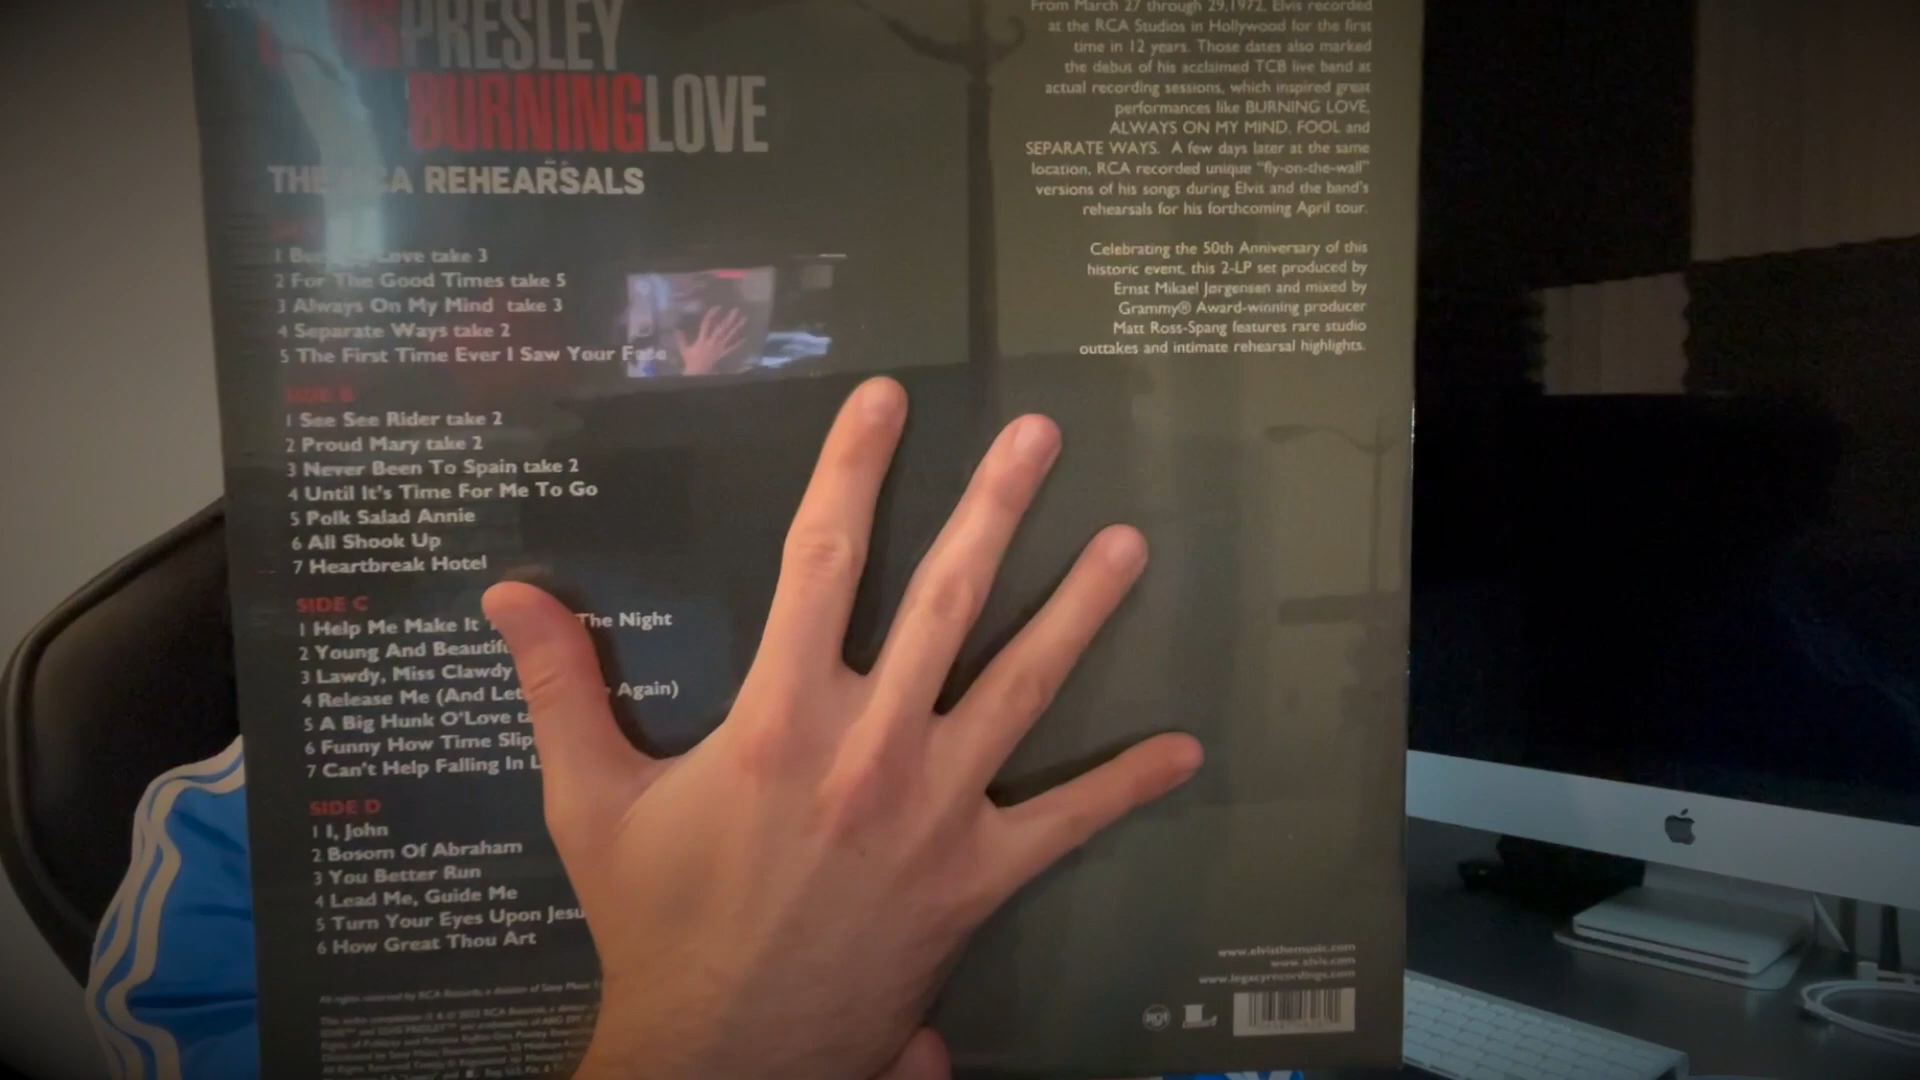 PRESLEY
BURNING LOVE
THE RCA REHEARSALS
1 Love take 3
2 For The Good Times take 5
3 Always On My Mind take 3
4 Separate Ways take 2
5 The First Time Ever I Saw Your Face
SIDE B
1 See See Rider take 2
2 Proud Mary take 2
3 Never Been To Spain take 2
4 Until It's Time For Me To Go
5 Polk Salad Annie
6 All Shook Up
7 Heartbreak Hotel
SIDE C
1 Help Me Make It The Night
2 Young And
3 Lawdy, Miss Clawdy
4 Release Me (And Let Again)
5 A Big Hunk O'Love
6 Funny How Time
7 Can't Help Falling In
SIDE D
1 I, John
2 Bosom Of Abraham
3 You Better Run
4 Lead Me, Guide Me
5 Turn Your Eyes Upon
6 How Great Thou Art
From March 27 through 29,1972, Elvis recorded
at the RCA Studios in Hollywood for the first
time in 12 years. Those dates also marked
the debut of his acclaimed TCB live band at
actual recording sessions, which inspired great
performances like BURNING LOVE,
ALWAYS ON MY MIND, FOOL and
SEPARATE WAYS. A few days later at the same
location, RCA recorded unique "fly-on-the-wall"
versions of his songs during Elvis and the band's
rehearsals for his forthcoming April tour.
Celebrating the 50th Anniversary of this
historic event, this 2-LP set produced by
Ernst Mikael Jørgensen and mixed by
Grammy® Award-winning producer
Matt Ross-Spang features rare studio
outtakes and intimate rehearsal highlights.
www.elvisthemusic.com
www.elvis.com
www.legacyrecordings.com
RCA